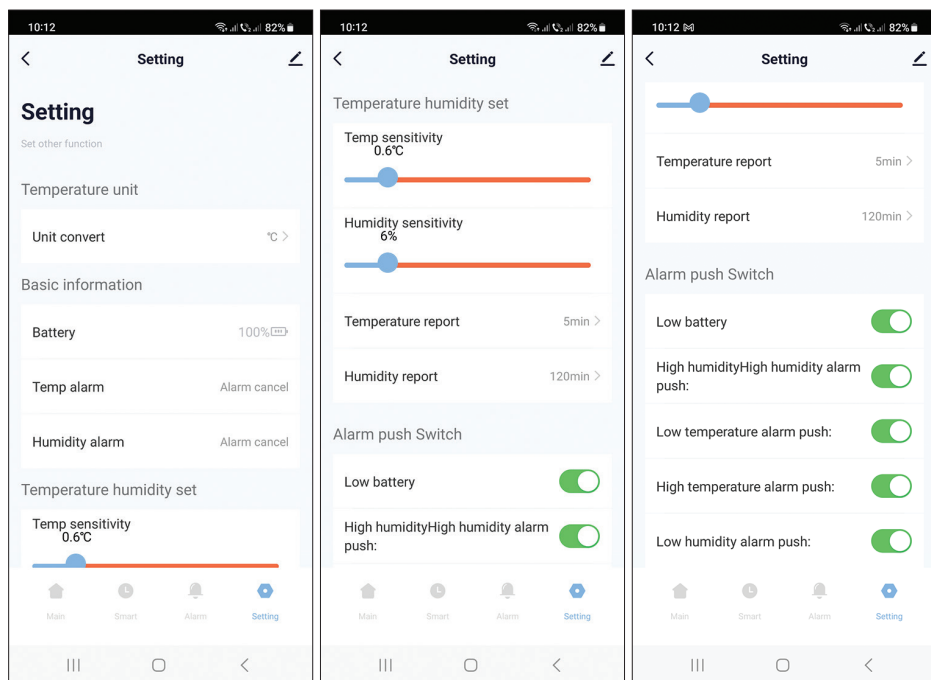 10:12 82%
Setting
Setting
Set other function
Temperature unit
Unit convert °C >
Basic information
Battery 100%
Temp alarm Alarm cancel
Humidity alarm Alarm cancel
Temperature humidity set
Temp sensitivity
0.6°C
Main Smart Alarm Setting
10:12 82%
Setting
Temperature humidity set
Temp sensitivity
0.6°C
Humidity sensitivity
6%
Temperature report 5min >
Humidity report 120min >
Alarm push Switch
Low battery
High humidityHigh humidity alarm
push:
Main Smart Alarm Setting
10:12 82%
Setting
Temperature report 5min >
Humidity report 120min >
Alarm push Switch
Low battery
High humidityHigh humidity alarm
push:
Low temperature alarm push:
High temperature alarm push:
Low humidity alarm push:
Main Smart Alarm Setting